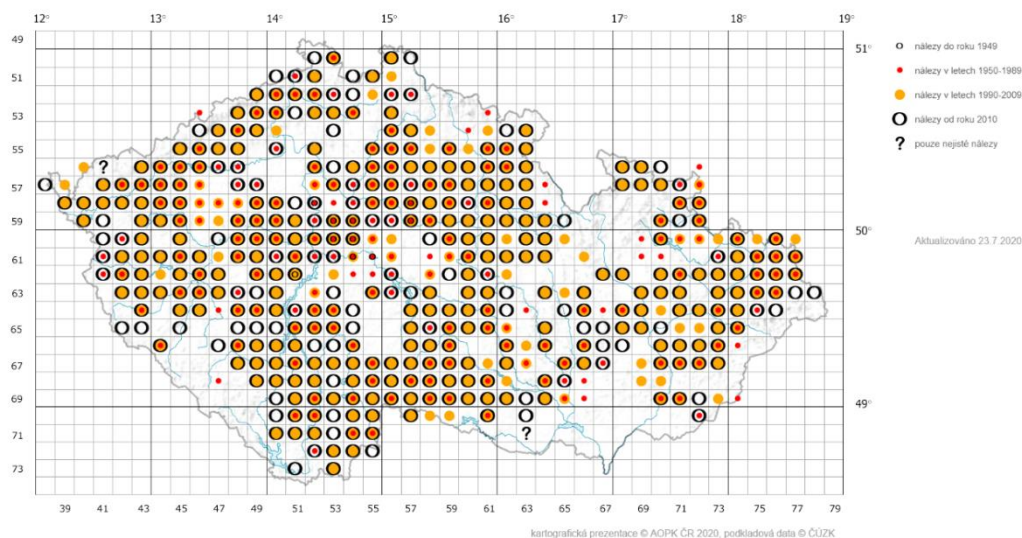 12° 13° 14° 15° 16° 17° 18° 19°
49
51
53
55
57
59
61
63
65
67
69
71
73
51°
50°
49°
? 
?
39 41 43 45 47 49 51 53 55 57 59 61 63 65 67 69 71 73 75 77 79
nálezy do roku 1949
nálezy v letech 1950-1989
nálezy v letech 1990-2009
nálezy od roku 2010
? pouze nejisté nálezy
Aktualizováno 23.7.2020
kartografická prezentace © AOPK ČR 2020, podkladová data © ČÚZK